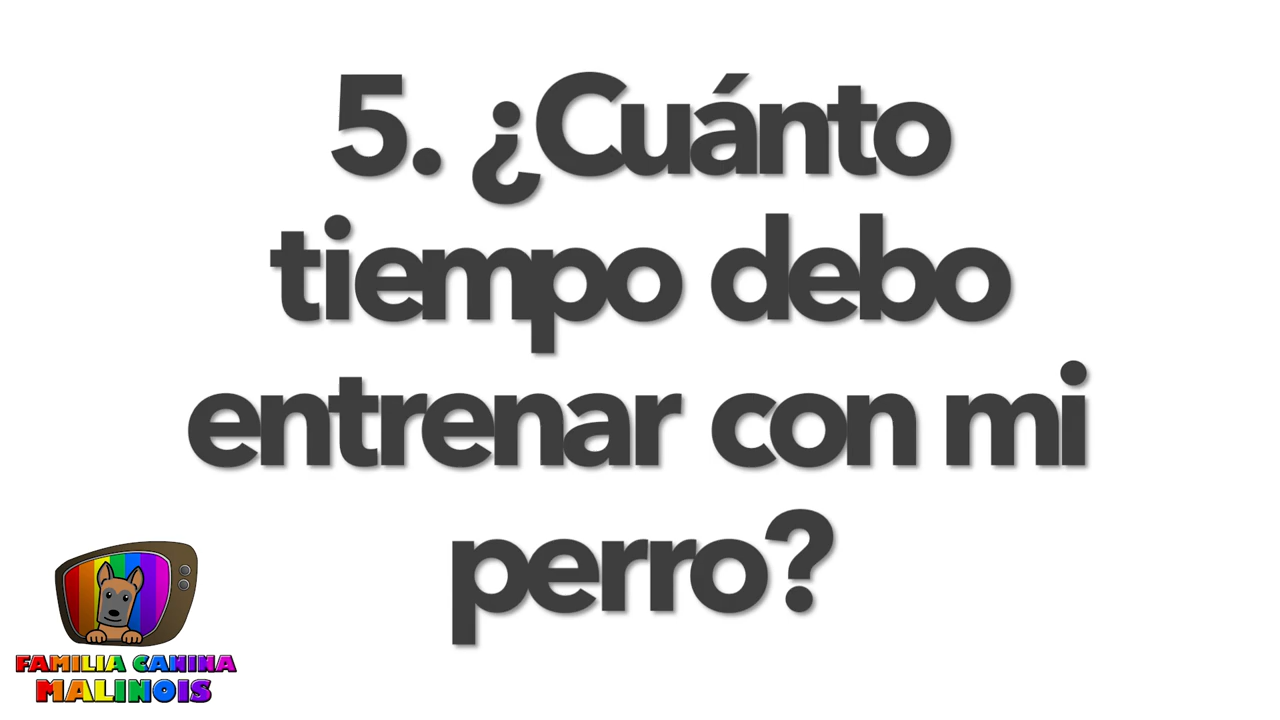 5. ¿Cuánto
tiempo debo
entrenar con mi
perro?
FAMILIA CANINA
MALINOIS